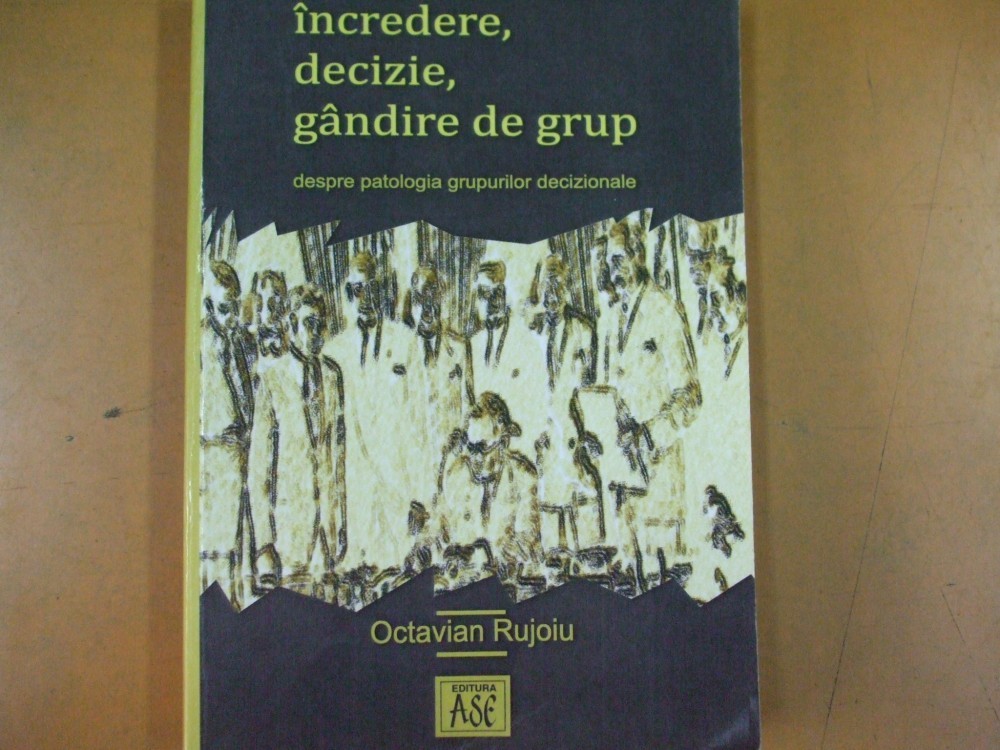 încredere,
decizie,
gândire de grup
despre patologia grupurilor decizionale
Octavian Rujoiu
EDITURA
ASE